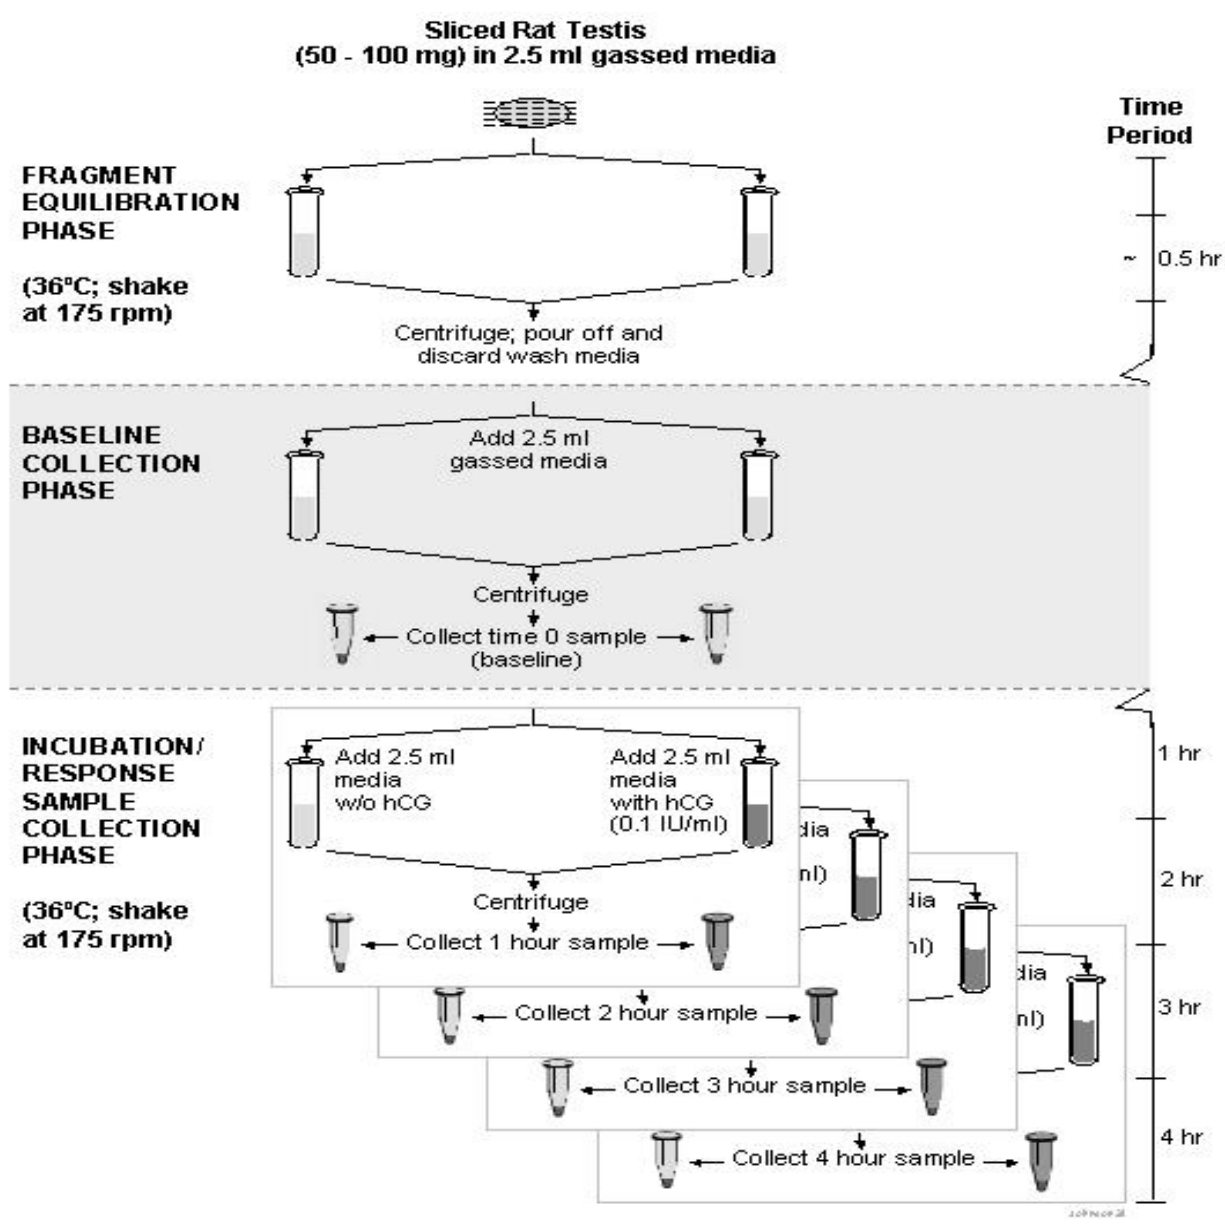 Sliced Rat Testis
(50 - 100 mg) in 2.5 ml gassed media
Time
Period
FRAGMENT
EQUILIBRATION
PHASE
(36ºC; shake
at 175 rpm)
~ 0.5 hr
Centrifuge; pour off and
discard wash media
BASELINE
COLLECTION
PHASE
Add 2.5 ml
gassed media
Centrifuge
Collect time 0 sample
(baseline)
INCUBATION/
RESPONSE
SAMPLE
COLLECTION
PHASE
(36ºC; shake
at 175 rpm)
Add 2.5 ml
media
w/o hCG
Add 2.5 ml
media
with hCG
(0.1 IU/ml)
Centrifuge
Collect 1 hour sample
dia
nl)
Collect 2 hour sample
dia
nl)
Collect 3 hour sample
dia
nl)
Collect 4 hour sample
1 hr
2 hr
3 hr
4 hr